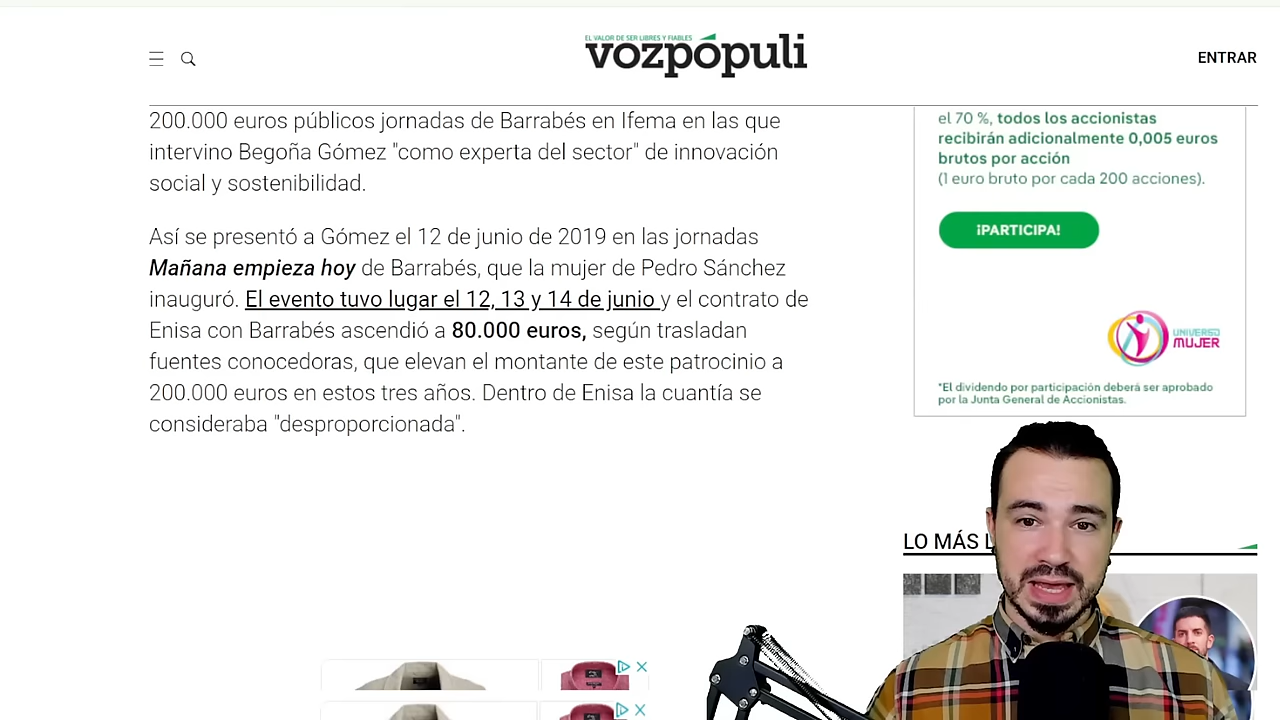 EL VALOR DE SER LIBRES Y FIABLES
vozpópuli
ENTRAR
200.000 euros públicos jornadas de Barrabés en Ifema en las que
intervino Begoña Gómez "como experta del sector" de innovación
social y sostenibilidad.
Así se presentó a Gómez el 12 de junio de 2019 en las jornadas
Mañana empieza hoy de Barrabés, que la mujer de Pedro Sánchez
inauguró. El evento tuvo lugar el 12, 13 y 14 de junio y el contrato de
Enisa con Barrabés ascendió a 80.000 euros, según trasladan
fuentes conocedoras, que elevan el montante de este patrocinio a
200.000 euros en estos tres años. Dentro de Enisa la cuantía se
consideraba "desproporcionada".
el 70 %, todos los accionistas
recibirán adicionalmente 0,005 euros
brutos por acción
(1 euro bruto por cada 200 acciones).
¡PARTICIPA!
UNIVERSO
MUJER
*El dividendo por participación deberá ser aprobado
por la Junta General de Accionistas.
LO MÁS